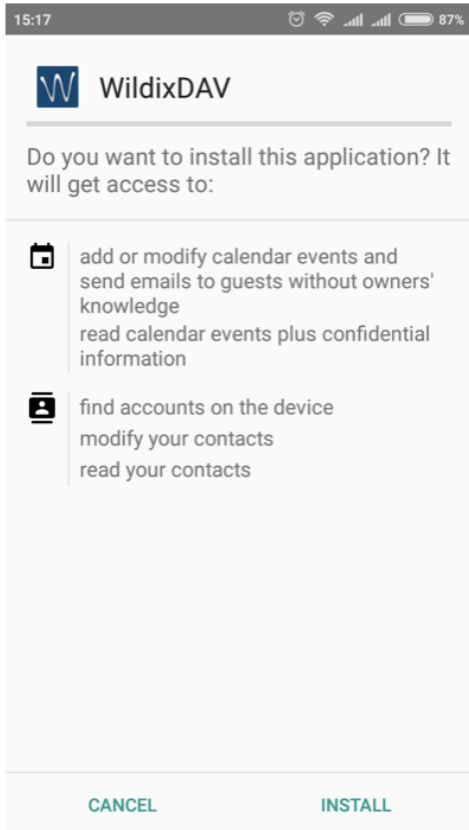 15:17 87%
WildixDAV
Do you want to install this application? It
will get access to:
add or modify calendar events and
send emails to guests without owners'
knowledge
read calendar events plus confidential
information
find accounts on the device
modify your contacts
read your contacts
CANCEL INSTALL